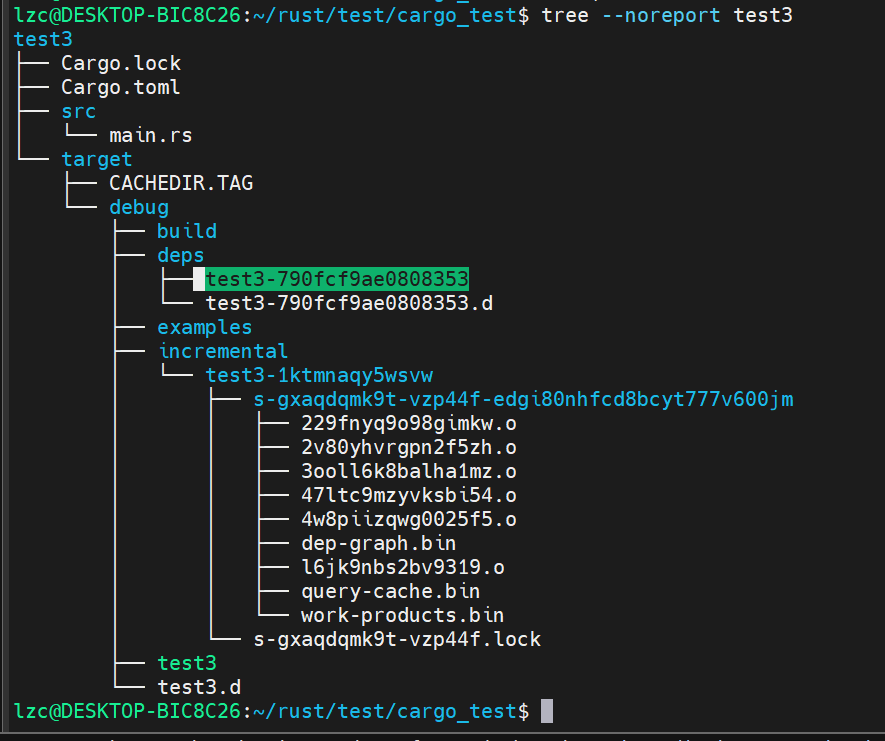 lzc@DESKTOP-BIC8C26:~/rust/test/cargo_test$ tree --noreport test3
test3
├── Cargo.lock
├── Cargo.toml
├── src
│   └── main.rs
└── target
    ├── CACHEDIR.TAG
    └── debug
        ├── build
        ├── deps
        │   ├── test3-790fcf9ae0808353
        │   └── test3-790fcf9ae0808353.d
        ├── examples
        ├── incremental
        │   └── test3-1ktmnaqy5wsvw
        │       ├── s-gxaqdqmk9t-vzp44f-edgi80nhfcd8bcyt777v600jm
        │       │   ├── 229fnyq9o98gimkw.o
        │       │   ├── 2v80yhvrgpn2f5zh.o
        │       │   ├── 3ooll6k8balha1mz.o
        │       │   ├── 47ltc9mzyvksbi54.o
        │       │   ├── 4w8piizqwg0025f5.o
        │       │   ├── dep-graph.bin
        │       │   ├── l6jk9nbs2bv9319.o
        │       │   ├── query-cache.bin
        │       │   └── work-products.bin
        │       └── s-gxaqdqmk9t-vzp44f.lock
        ├── test3
        └── test3.d
lzc@DESKTOP-BIC8C26:~/rust/test/cargo_test$